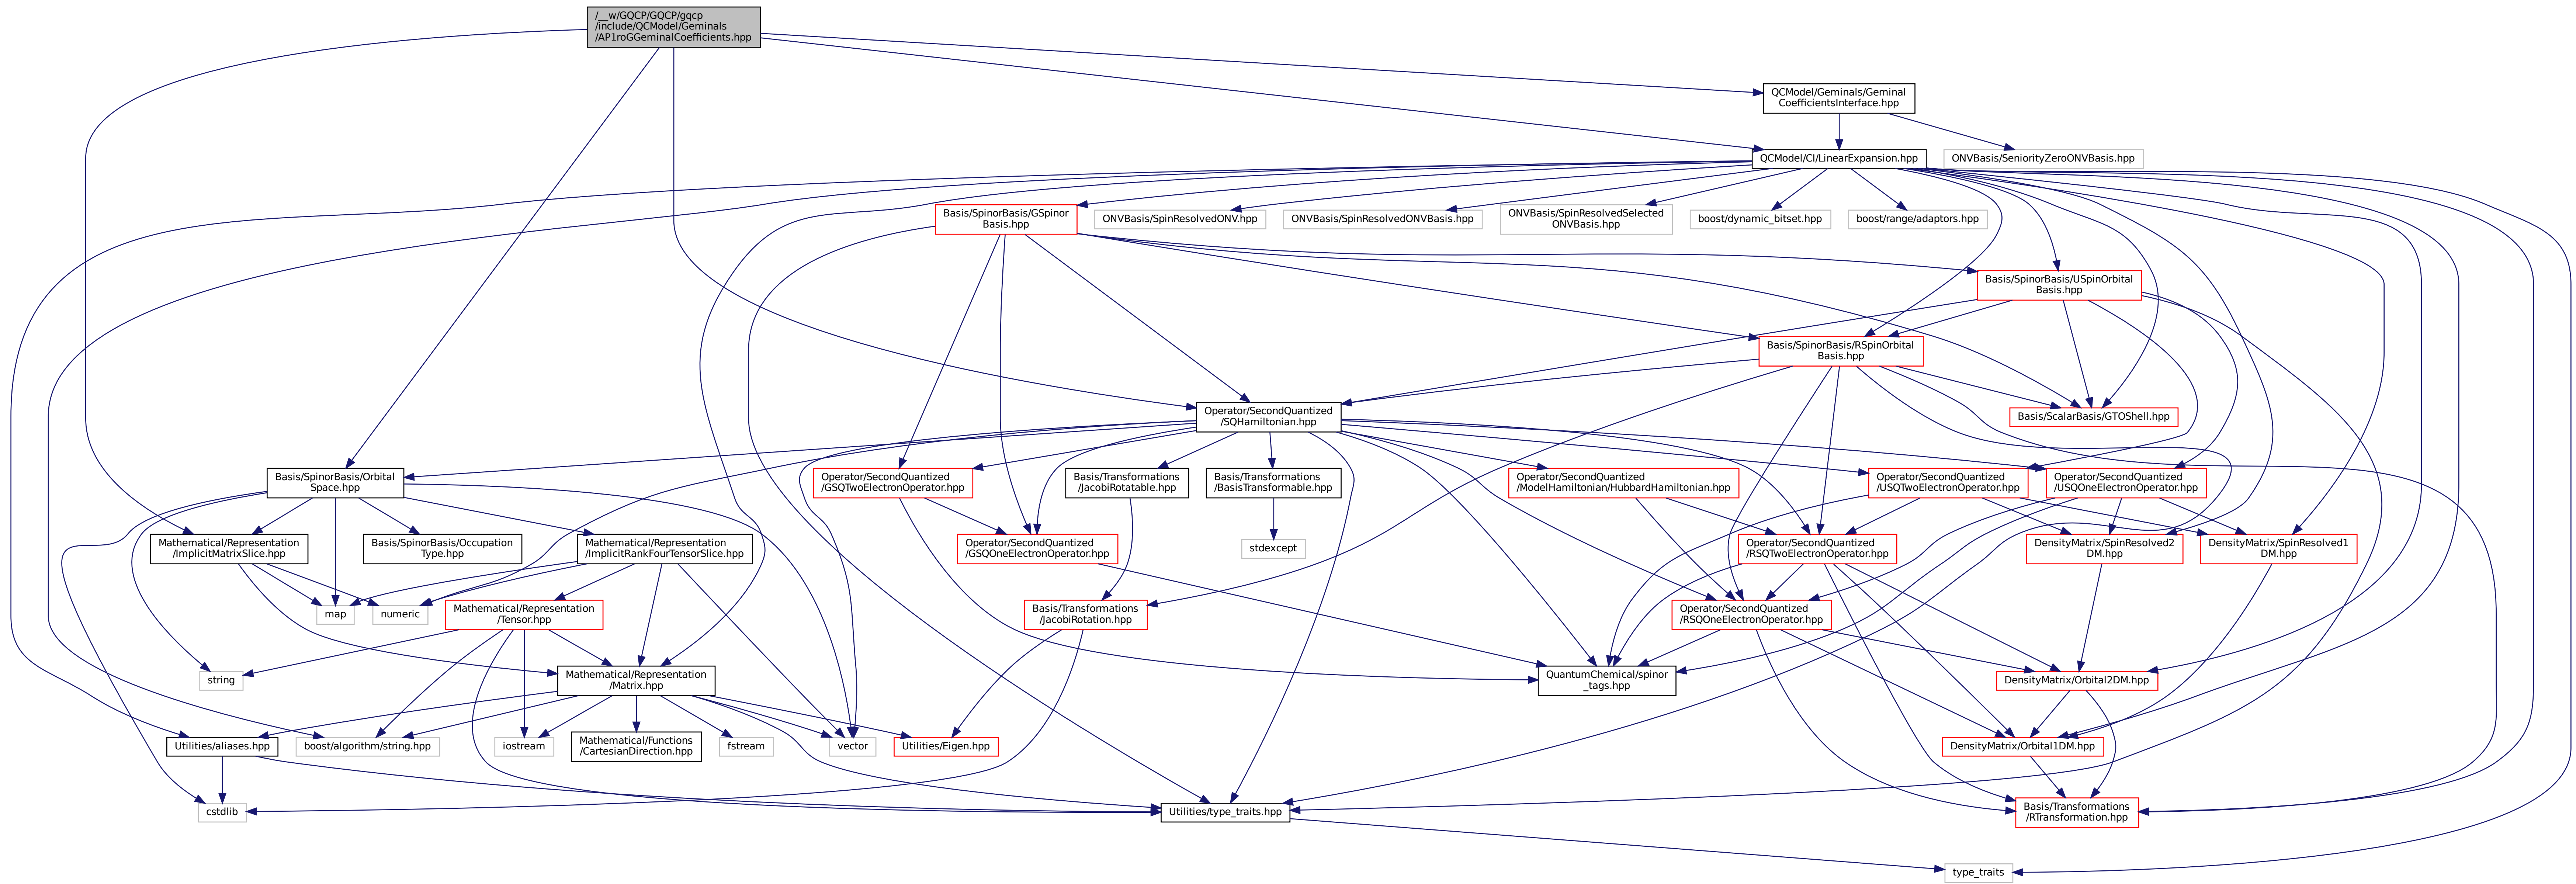 /__w/GQCP/GQCP/gqcp
/include/QCModel/Geminals
/AP1roGGeminalCoefficients.hpp
QCModel/Geminals/Geminal
CoefficientsInterface.hpp
QCModel/CI/LinearExpansion.hpp
ONVBasis/SeniorityZeroONVBasis.hpp
Basis/SpinorBasis/GSpinor
Basis.hpp
ONVBasis/SpinResolvedONV.hpp
ONVBasis/SpinResolvedONVBasis.hpp
ONVBasis/SpinResolvedSelected
ONVBasis.hpp
boost/dynamic_bitset.hpp
boost/range/adaptors.hpp
Basis/SpinorBasis/USpinOrbital
Basis.hpp
Basis/SpinorBasis/RSpinOrbital
Basis.hpp
Operator/SecondQuantized
/SQHamiltonian.hpp
Basis/ScalarBasis/GTOShell.hpp
Basis/SpinorBasis/Orbital
Space.hpp
Operator/SecondQuantized
/GSQTwoElectronOperator.hpp
Basis/Transformations
/JacobiRotatable.hpp
Basis/Transformations
/BasisTransformable.hpp
Operator/SecondQuantized
/ModelHamiltonian/HubbardHamiltonian.hpp
Operator/SecondQuantized
/USQTwoElectronOperator.hpp
Operator/SecondQuantized
/USQOneElectronOperator.hpp
Mathematical/Representation
/ImplicitMatrixSlice.hpp
Basis/SpinorBasis/Occupation
Type.hpp
Mathematical/Representation
/ImplicitRankFourTensorSlice.hpp
Operator/SecondQuantized
/GSQOneElectronOperator.hpp
stdexcept
Operator/SecondQuantized
/RSQTwoElectronOperator.hpp
DensityMatrix/SpinResolved2
DM.hpp
DensityMatrix/SpinResolved1
DM.hpp
map
numeric
Mathematical/Representation
/Tensor.hpp
Basis/Transformations
/JacobiRotation.hpp
Operator/SecondQuantized
/RSQOneElectronOperator.hpp
string
Mathematical/Representation
/Matrix.hpp
QuantumChemical/spinor
_tags.hpp
DensityMatrix/Orbital2DM.hpp
Utilities/aliases.hpp
boost/algorithm/string.hpp
iostream
Mathematical/Functions
/CartesianDirection.hpp
fstream
vector
Utilities/Eigen.hpp
DensityMatrix/Orbital1DM.hpp
cstdlib
Utilities/type_traits.hpp
Basis/Transformations
/RTransformation.hpp
type_traits